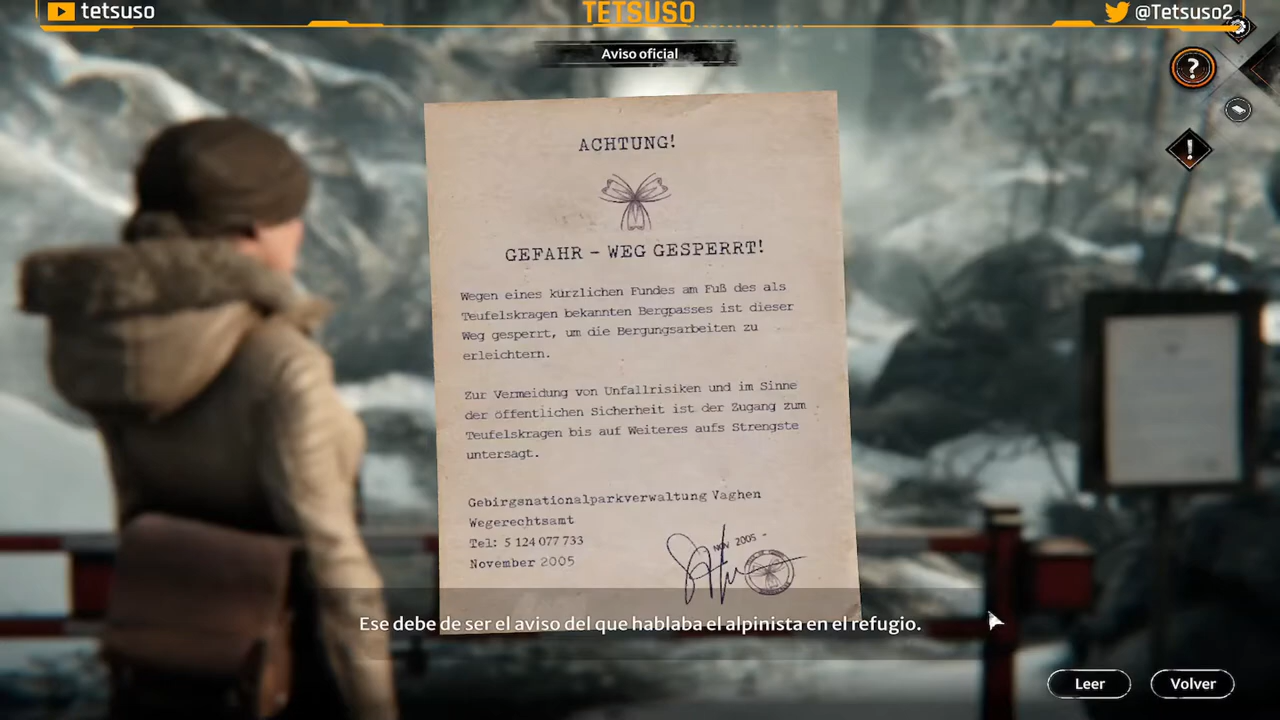 tetsuso
TETSUSO
@Tetsuso2
Aviso oficial
?
!
ACHTUNG!
GEFAHR – WEG GESPERRT!
Wegen eines kürzlichen Fundes am Fuß des als
Teufelskragen bekannten Bergpasses ist dieser
Weg gesperrt, um die Bergungsarbeiten zu
erleichtern.
Zur Vermeidung von Unfallrisiken und im Sinne
der öffentlichen Sicherheit ist der Zugang zum
Teufelskragen bis auf Weiteres aufs Strengste
untersagt.
Gebirgsnationalparkverwaltung Vaghen
Wegerechtsamt
Tel: 5 124 077 733
November 2005
NOV 2005 -
Ese debe de ser el aviso del que hablaba el alpinista en el refugio.
Leer
Volver